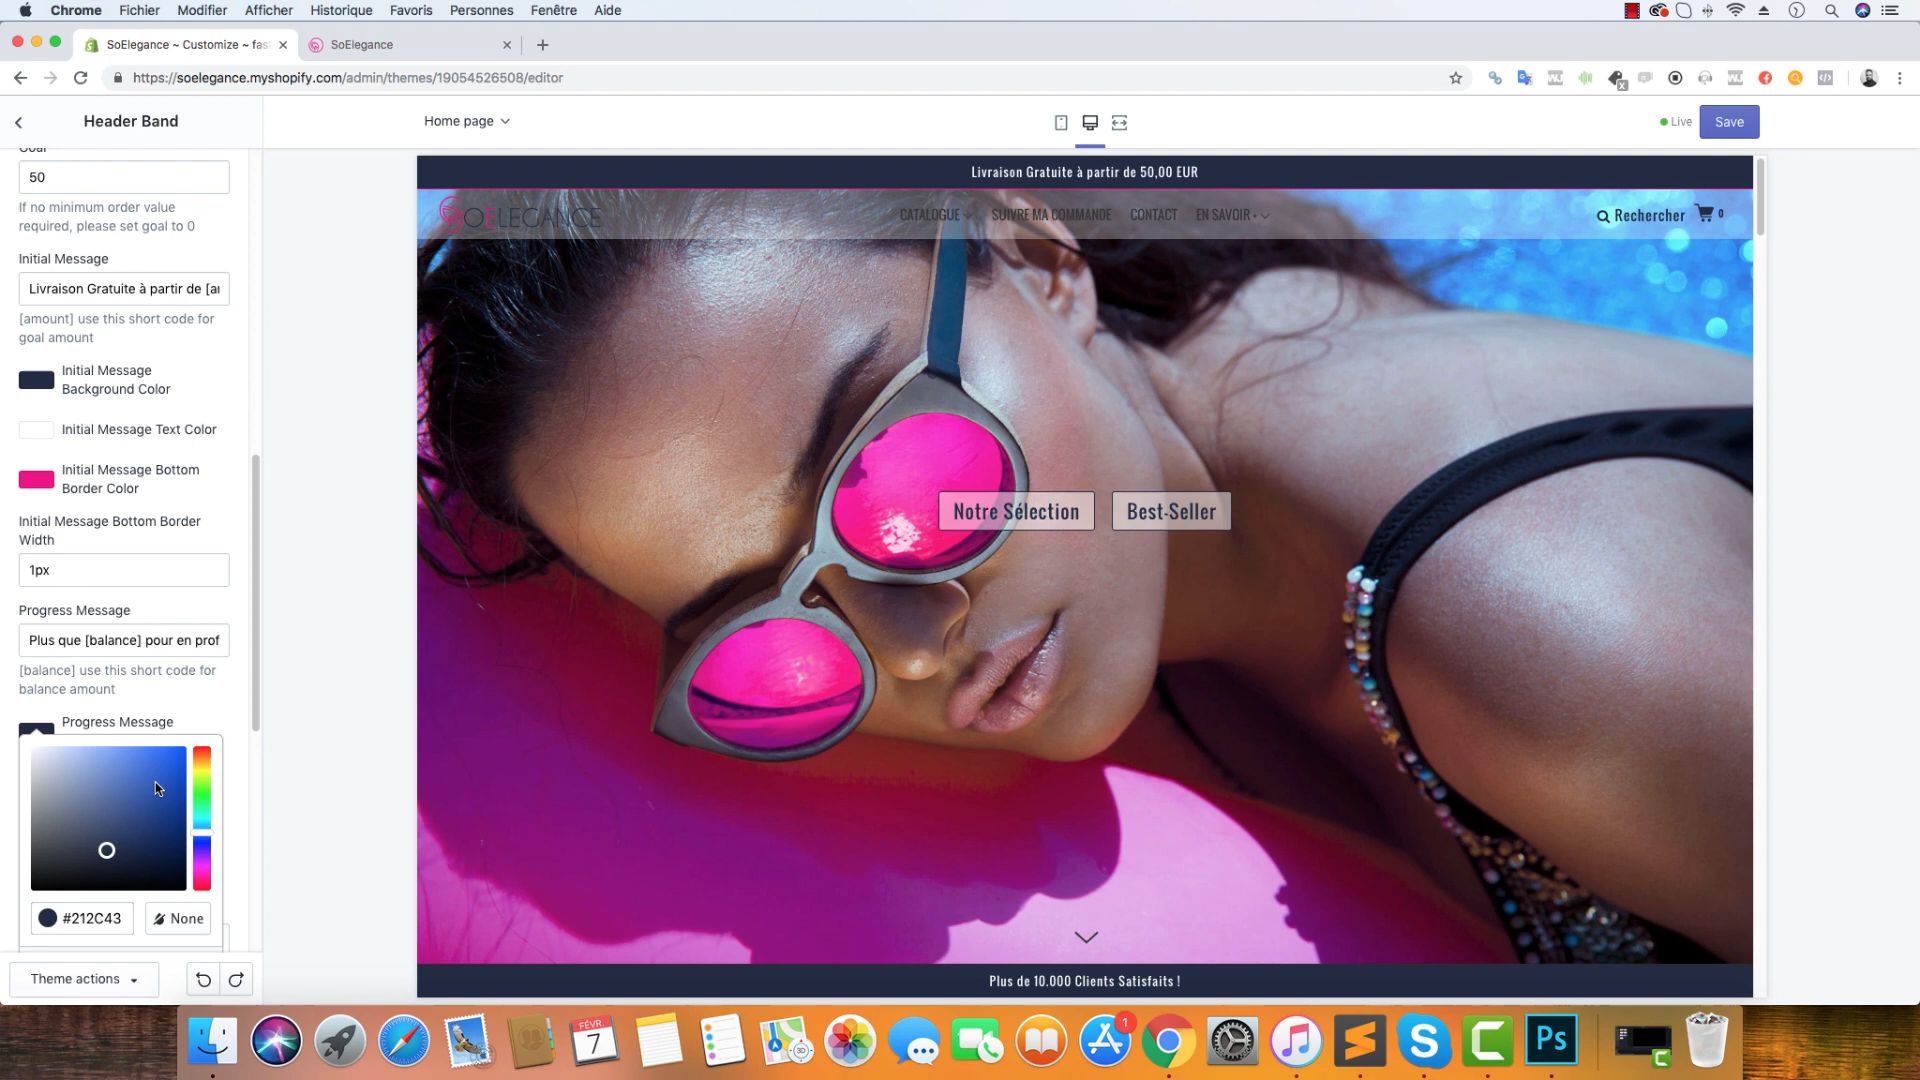 Chrome Fichier Modifier Afficher Historique Favoris Personnes Fenêtre Aide
SoElegance ~ Customize ~ fas
SoElegance
https://soelegance.myshopify.com/admin/themes/19054526508/editor
Header Band
Home page
Live
Save
Goal
50
If no minimum order value
required, please set goal to 0
Initial Message
Livraison Gratuite à partir de [a
[amount] use this short code for
goal amount
Initial Message
Background Color
Initial Message Text Color
Initial Message Bottom
Border Color
Initial Message Bottom Border
Width
1px
Progress Message
Plus que [balance] pour en prof
[balance] use this short code for
balance amount
Progress Message
#212C43
None
Theme actions
Livraison Gratuite à partir de 50,00 EUR
SOELEGANCE
CATALOGUE
SUIVRE MA COMMANDE
CONTACT
EN SAVOIR +
Rechercher
0
Notre Sélection
Best-Seller
Plus de 10.000 Clients Satisfaits !
FÉVR.
7
3D
1
Ps